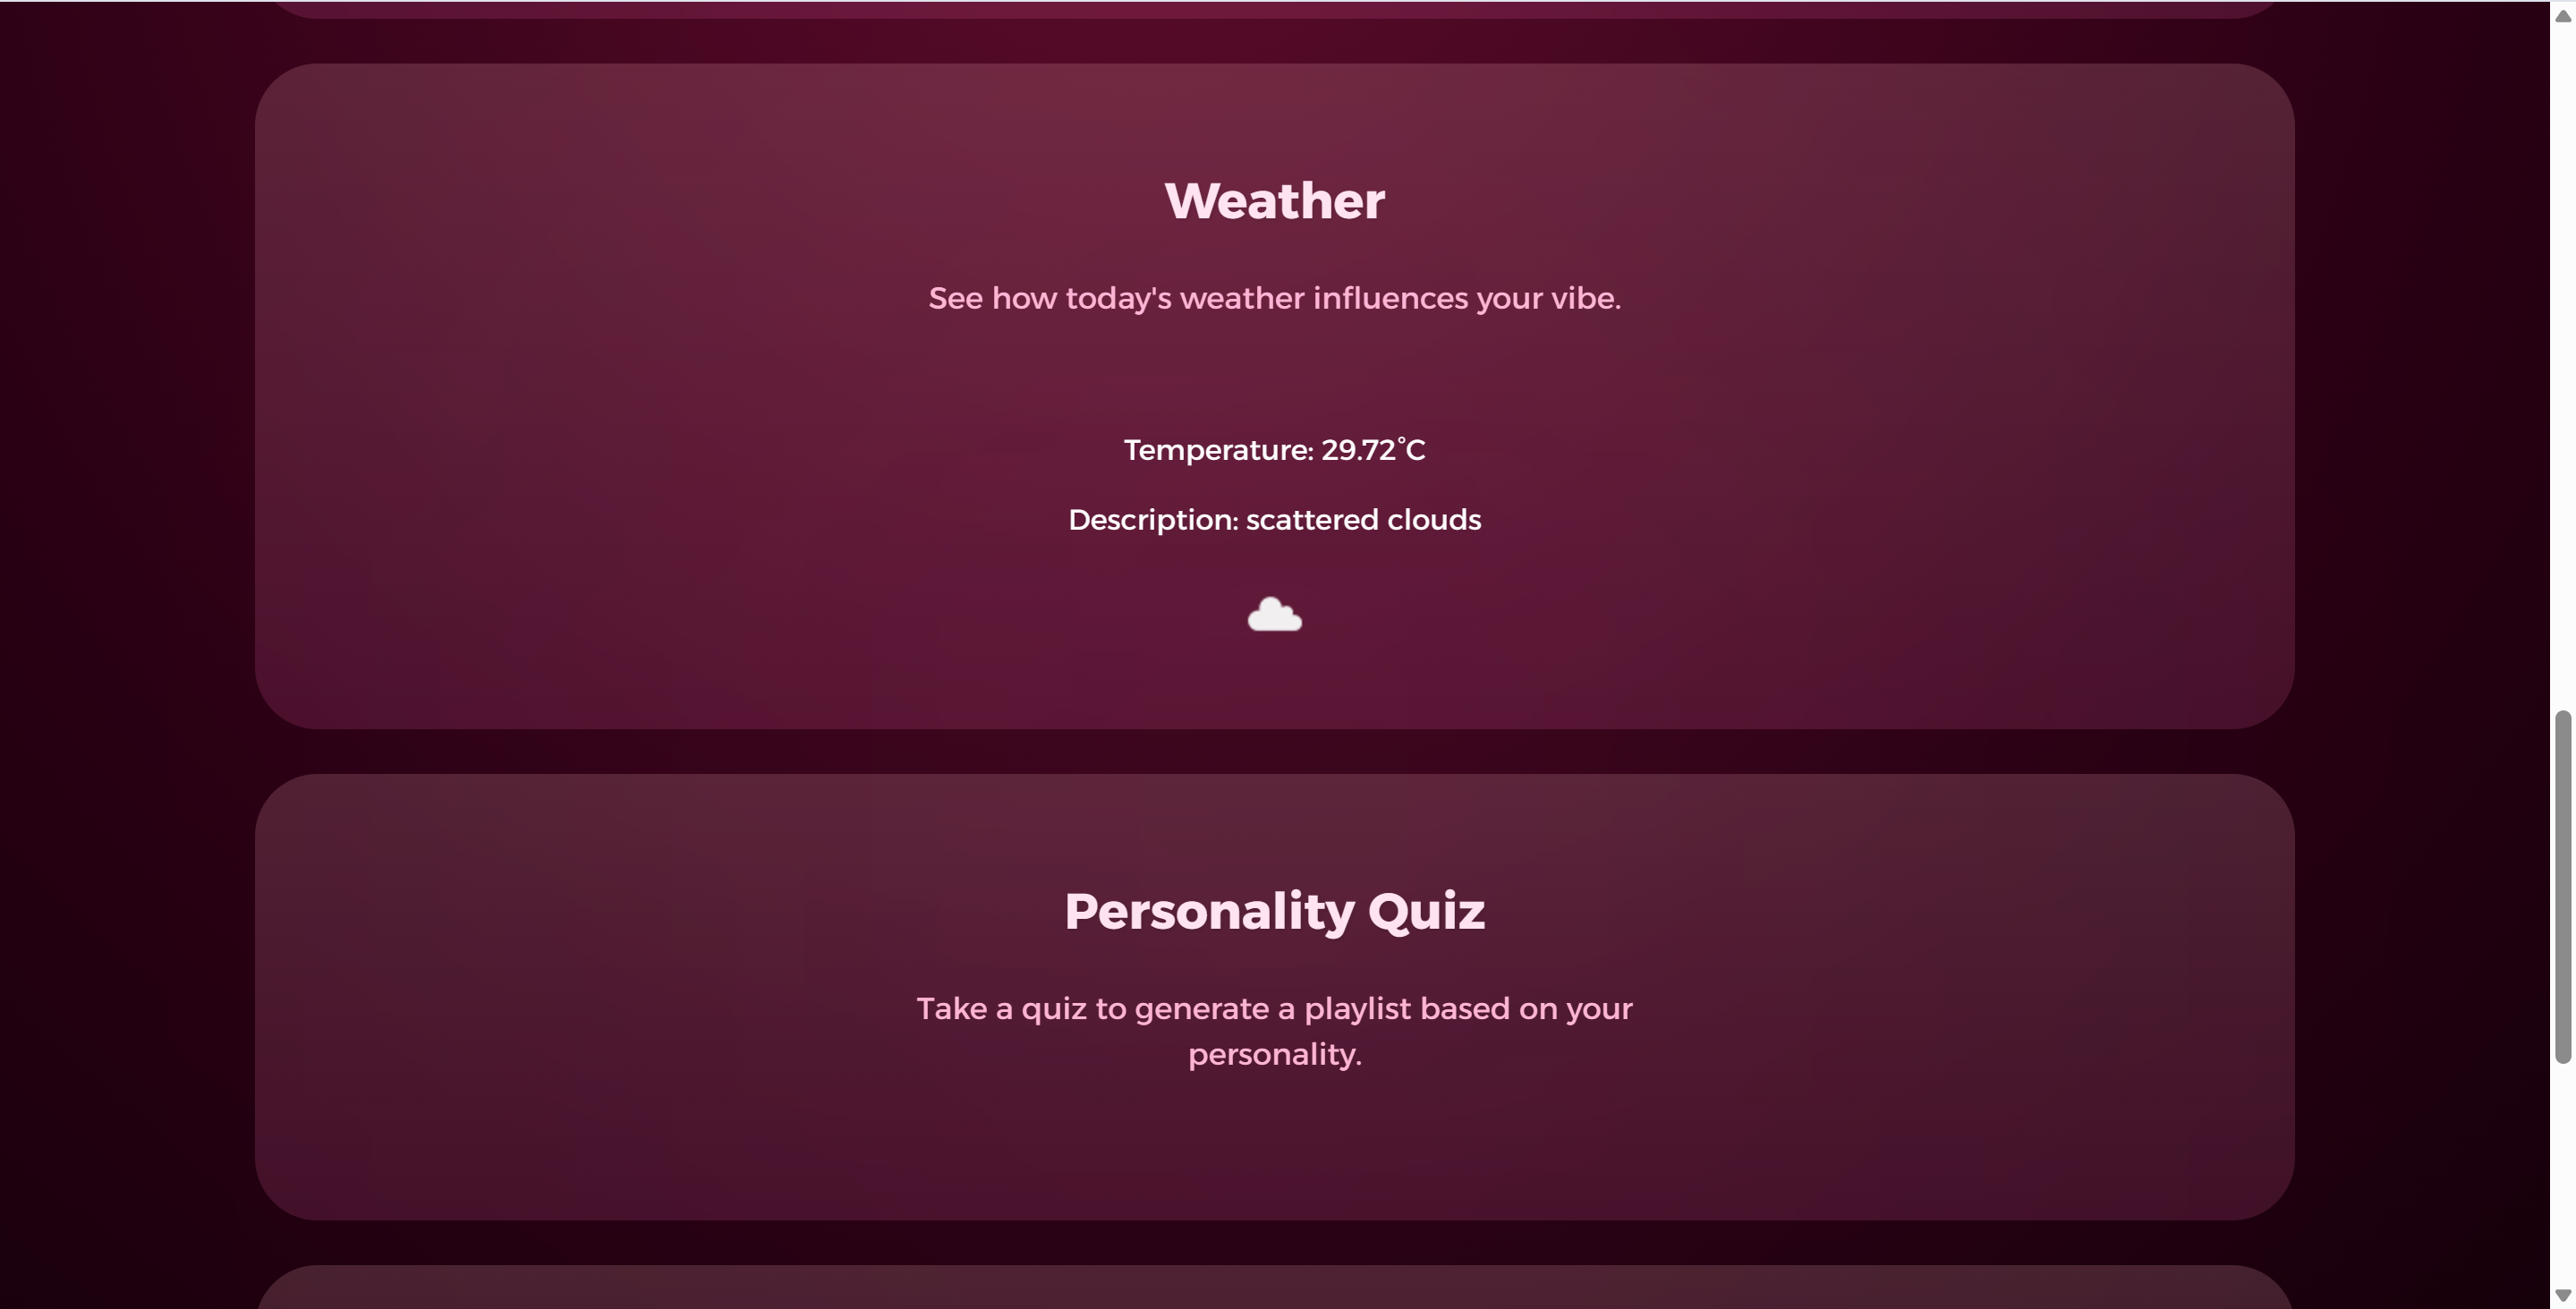 Weather
See how today's weather influences your vibe.
Temperature: 29.72°C
Description: scattered clouds
Personality Quiz
Take a quiz to generate a playlist based on your
personality.